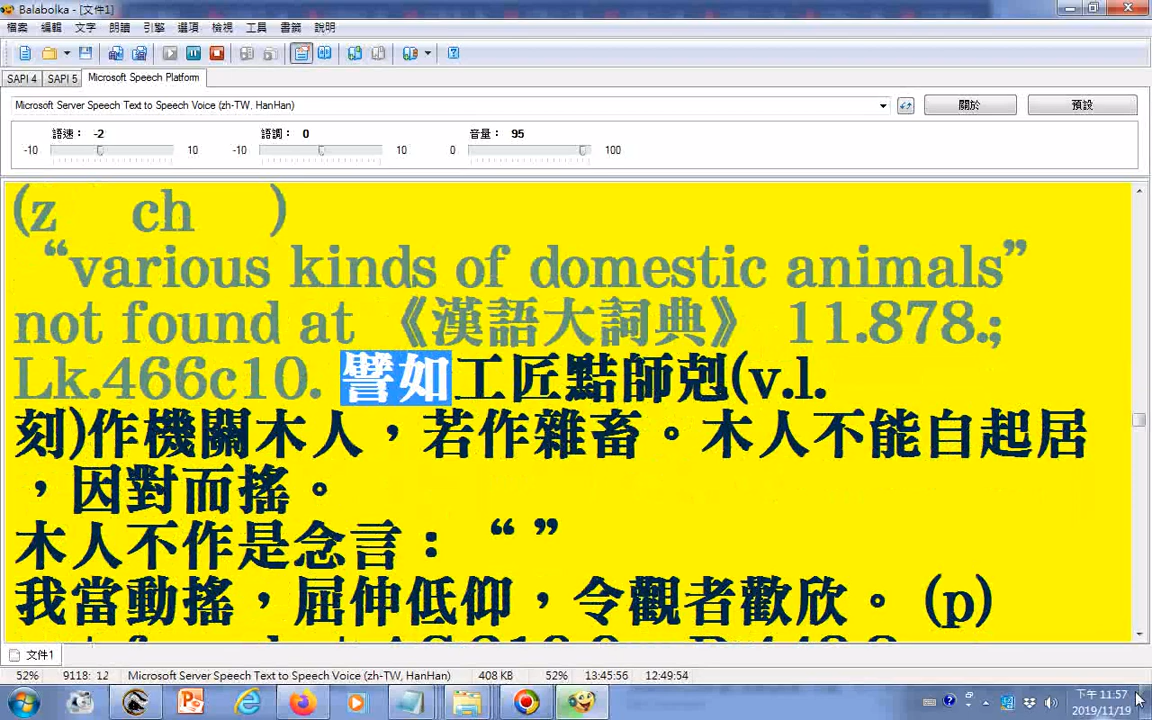 Balabolka - [文件1]
檔案 編輯 文字 朗讀 引擎 選項 檢視 工具 書籤 說明
SAPI 4 SAPI 5 Microsoft Speech Platform
Microsoft Server Speech Text to Speech Voice (zh-TW, HanHan) 關於 預設
語速： -2 語調： 0 音量： 95
-10 10 -10 10 0 100
(z ch )
“various kinds of domestic animals”
not found at 《漢語大詞典》 11.878.;
Lk.466c10. 譬如工匠點師剋(v.l.
刻)作機關木人，若作雜畜。木人不能自起居
，因對而搖。
木人不作是念言： “ ”
我當動搖，屈伸低仰，令觀者歡欣。 (p)
文件1
52% 9118: 12 Microsoft Server Speech Text to Speech Voice (zh-TW, HanHan) 408 KB 52% 13:45:56 12:49:54
下午 11:57
2019/11/19